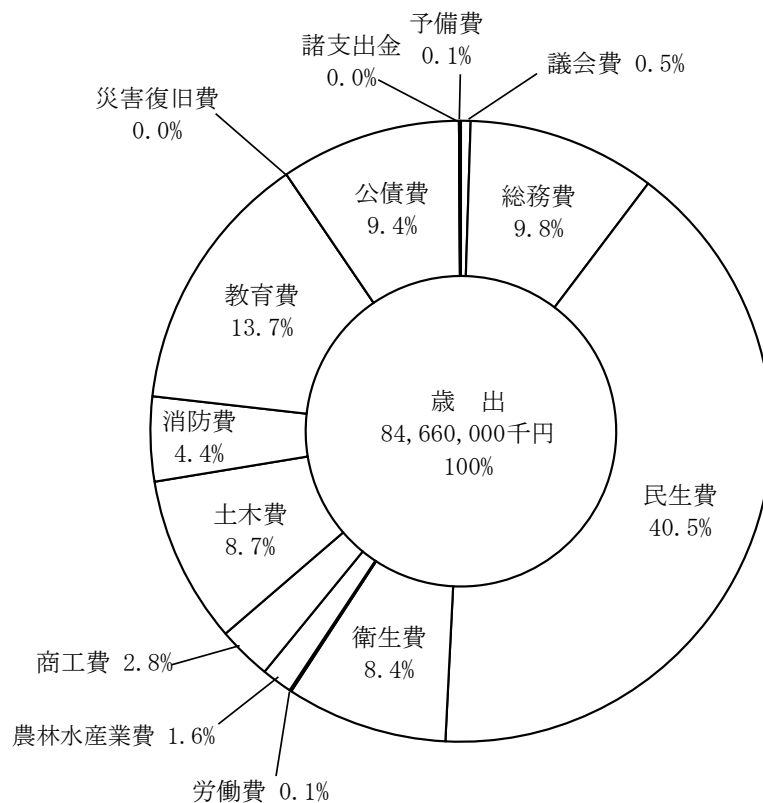 予備費
0.1%
諸支出金
0.0%
議会費 0.5%
災害復旧費
0.0%
公債費
9.4%
総務費
9.8%
教育費
13.7%
歳　出
84,660,000千円
100%
消防費
4.4%
民生費
40.5%
土木費
8.7%
衛生費
8.4%
商工費 2.8%
農林水産業費 1.6%
労働費 0.1%